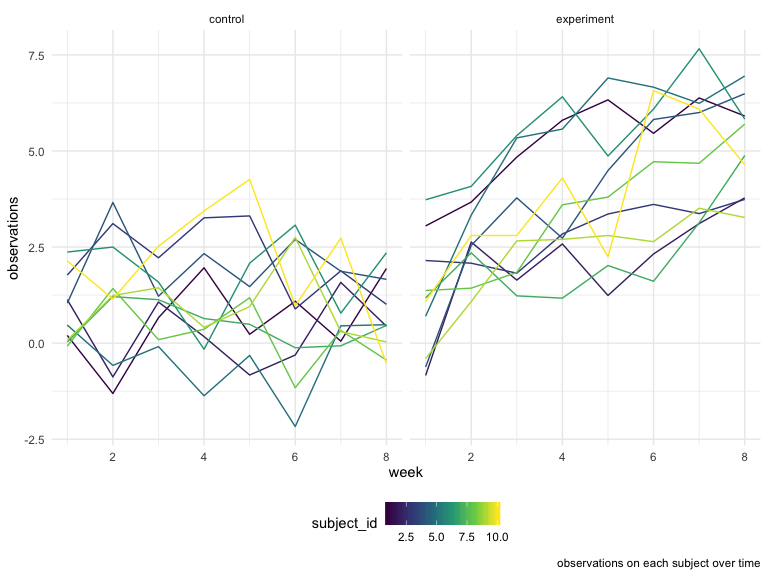 control experiment
7.5
5.0
2.5
0.0
-2.5
observations
2 4 6 8 2 4 6 8
week
subject_id
2.5 5.0 7.5 10.0
observations on each subject over time